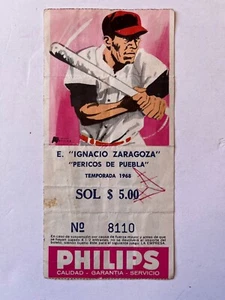 E. "IGNACIO ZARAGOZA"
"PERICOS DE PUEBLA"
TEMPORADA 1968
SOL $ 5.00
Nº 8110
PHILIPS
CALIDAD - GARANTIA - SERVICIO